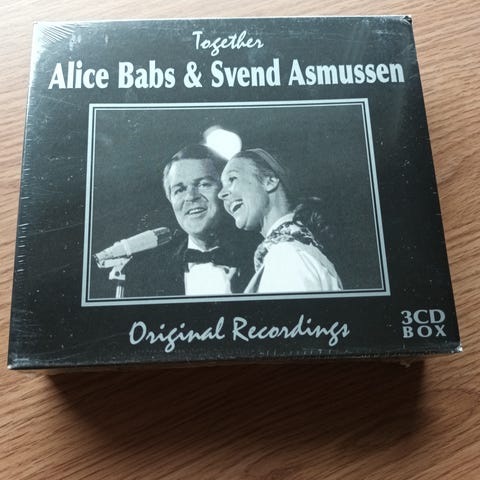 Together
Alice Babs & Svend Asmussen
Original Recordings
3CD
BOX